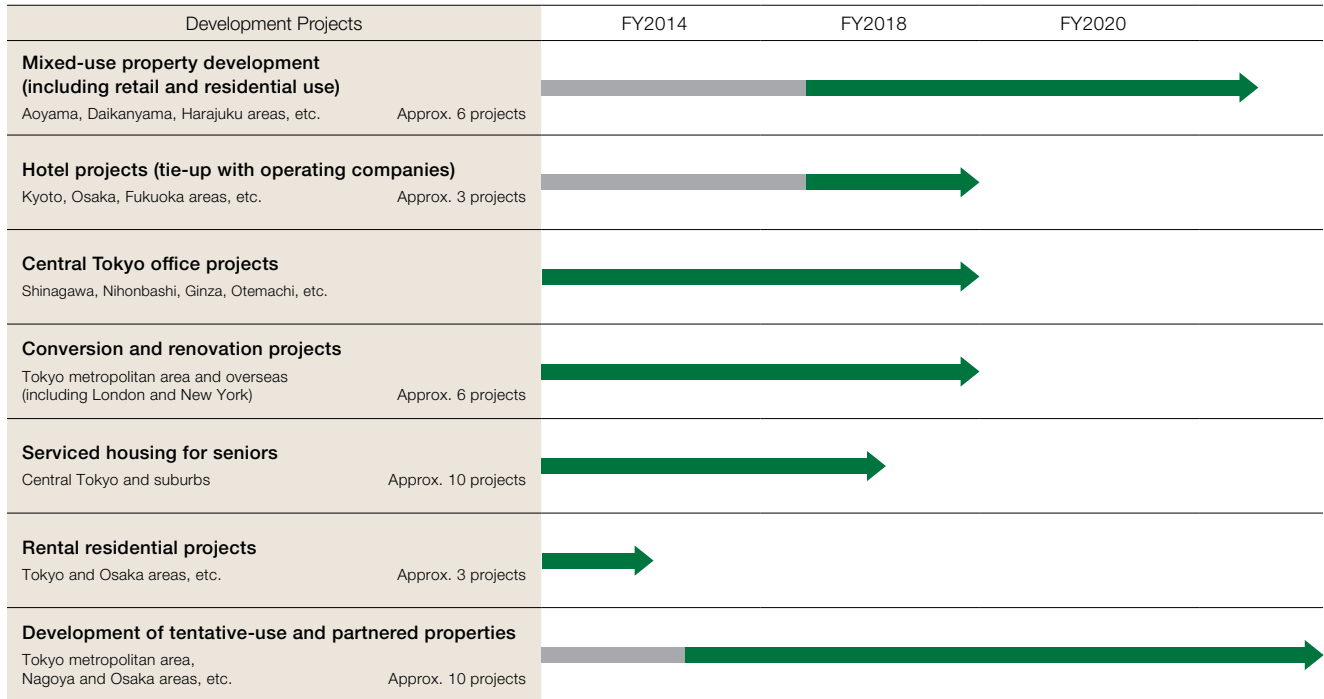 Development Projects FY2014 FY2018 FY2020
Mixed-use property development
(including retail and residential use)
Aoyama, Daikanyama, Harajuku areas, etc. Approx. 6 projects
Hotel projects (tie-up with operating companies)
Kyoto, Osaka, Fukuoka areas, etc. Approx. 3 projects
Central Tokyo office projects
Shinagawa, Nihonbashi, Ginza, Otemachi, etc.
Conversion and renovation projects
Tokyo metropolitan area and overseas
(including London and New York) Approx. 6 projects
Serviced housing for seniors
Central Tokyo and suburbs Approx. 10 projects
Rental residential projects
Tokyo and Osaka areas, etc. Approx. 3 projects
Development of tentative-use and partnered properties
Tokyo metropolitan area,
Nagoya and Osaka areas, etc. Approx. 10 projects